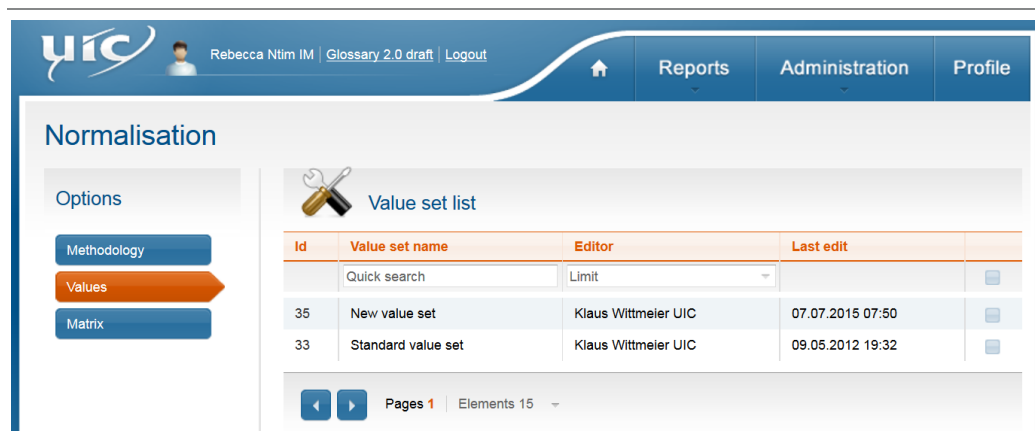 uic
Rebecca Ntim IM | Glossary 2.0 draft | Logout
Reports
Administration
Profile
Normalisation
Options
Methodology
Values
Matrix
Value set list
Id Value set name Editor Last edit
Quick search Limit
35 New value set Klaus Wittmeier UIC 07.07.2015 07:50
33 Standard value set Klaus Wittmeier UIC 09.05.2012 19:32
Pages 1 | Elements 15